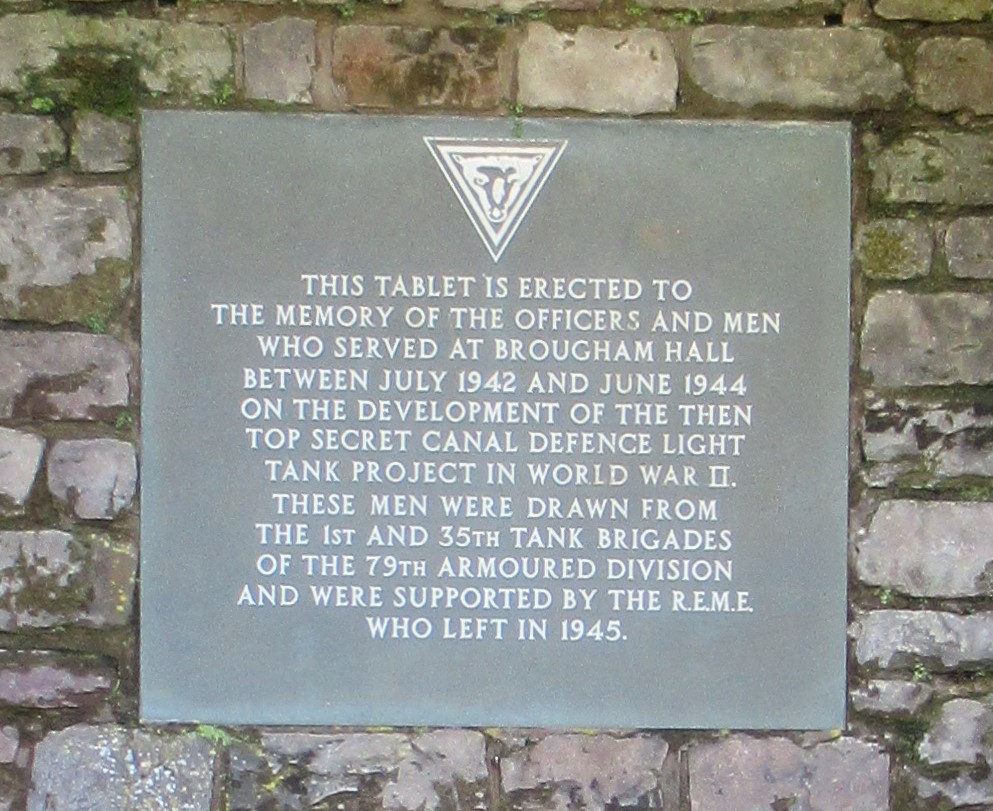 THIS TABLET IS ERECTED TO
THE MEMORY OF THE OFFICERS AND MEN
WHO SERVED AT BROUGHAM HALL
BETWEEN JULY 1942 AND JUNE 1944
ON THE DEVELOPMENT OF THE THEN
TOP SECRET CANAL DEFENCE LIGHT
TANK PROJECT IN WORLD WAR II.
THESE MEN WERE DRAWN FROM
THE 1ST AND 35TH TANK BRIGADES
OF THE 79TH ARMOURED DIVISION
AND WERE SUPPORTED BY THE R.E.M.E.
WHO LEFT IN 1945.